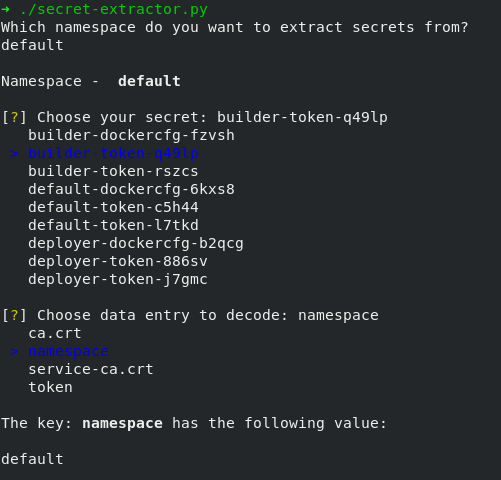 ➜ ./secret-extractor.py
Which namespace do you want to extract secrets from?
default
Namespace -  default
[?] Choose your secret: builder-token-q49lp
builder-dockercfg-fzvsh
> builder-token-q49lp
builder-token-rszcs
default-dockercfg-6kxs8
default-token-c5h44
default-token-l7tkd
deployer-dockercfg-b2qcg
deployer-token-886sv
deployer-token-j7gmc
[?] Choose data entry to decode: namespace
ca.crt
> namespace
service-ca.crt
token
The key: namespace has the following value:
default